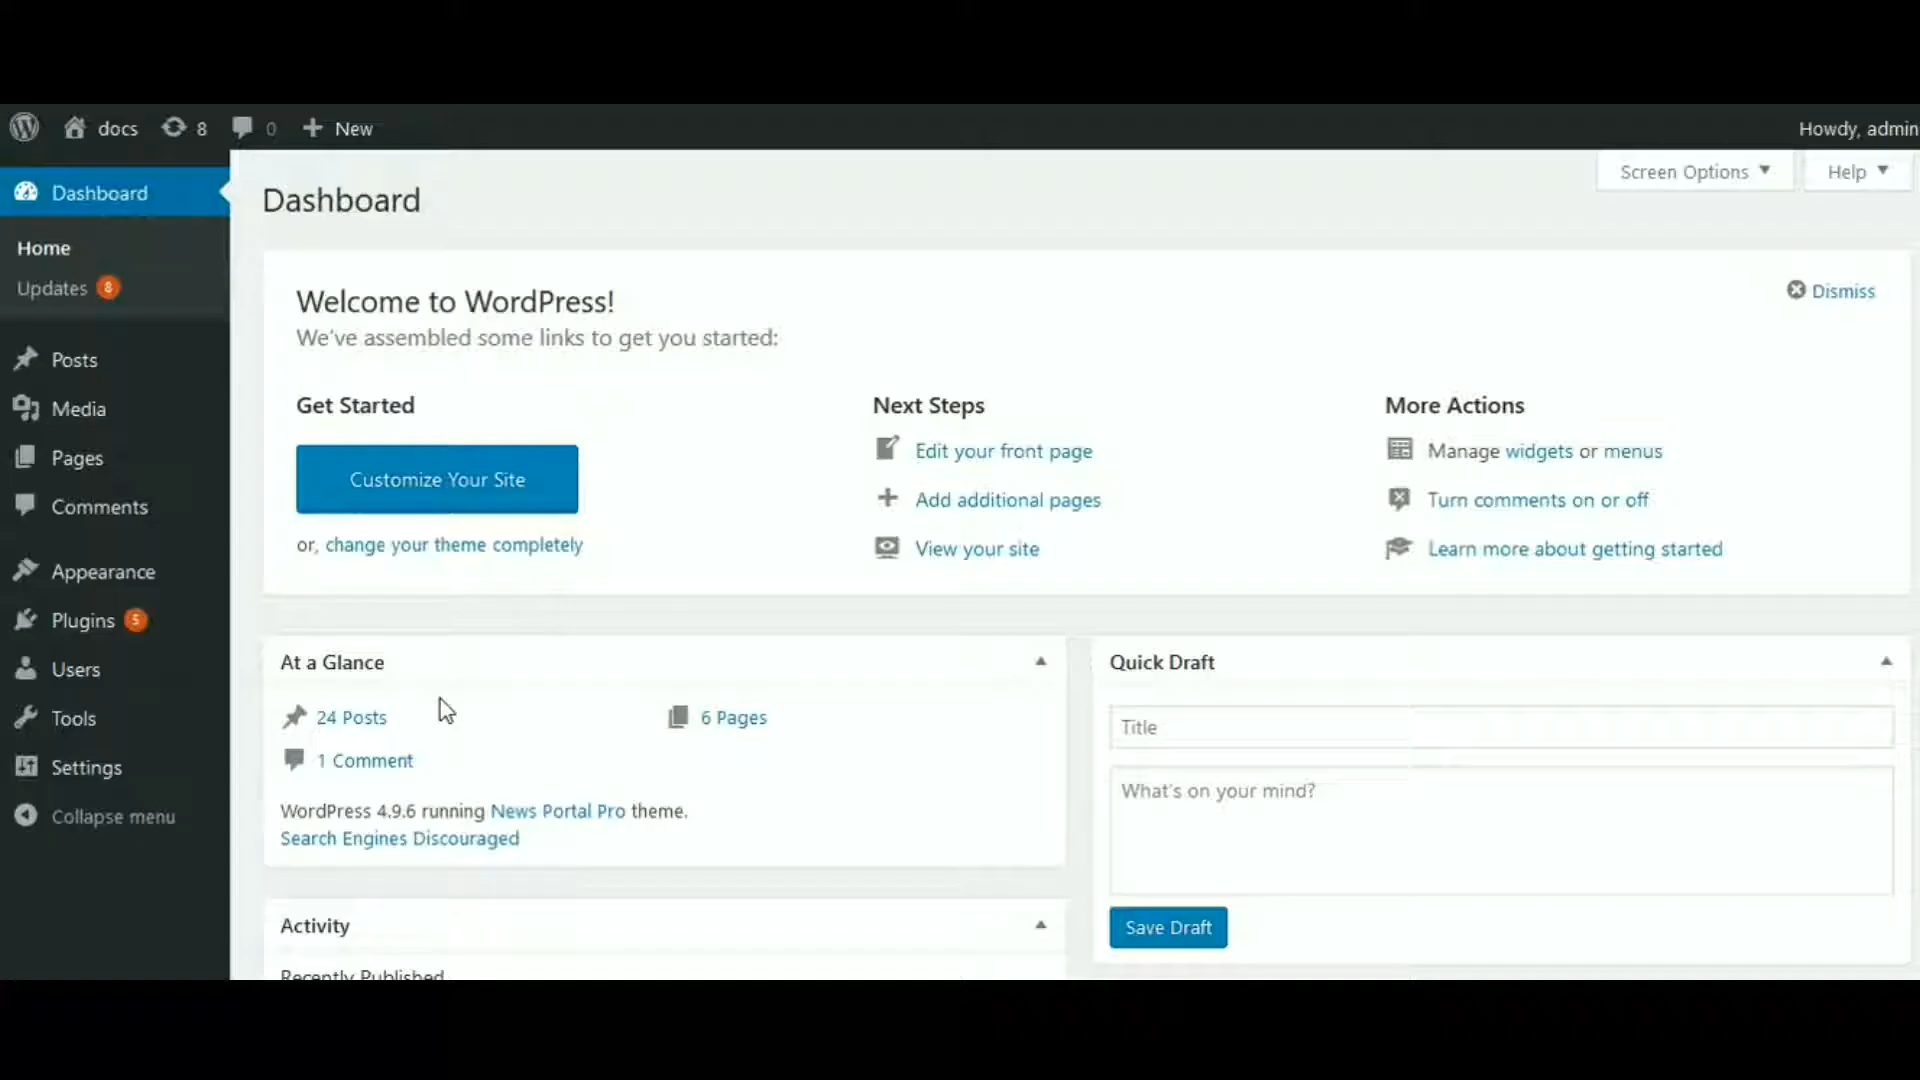 docs 8 0 New Howdy, admin
Dashboard
Home
Updates 8
Posts
Media
Pages
Comments
Appearance
Plugins 5
Users
Tools
Settings
Collapse menu
Screen Options Help
Dashboard
Welcome to WordPress!
Dismiss
We've assembled some links to get you started:
Get Started
Customize Your Site
or, change your theme completely
Next Steps
Edit your front page
Add additional pages
View your site
More Actions
Manage widgets or menus
Turn comments on or off
Learn more about getting started
At a Glance
24 Posts 6 Pages
1 Comment
WordPress 4.9.6 running News Portal Pro theme.
Search Engines Discouraged
Activity
Recently Published
Quick Draft
Title
What's on your mind?
Save Draft